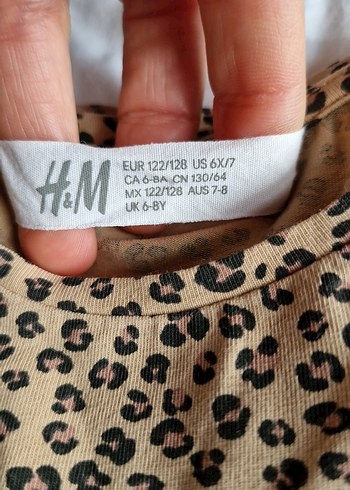 H&M
EUR 122/128 US 6X/7
CA 6-8A CN 130/64
MX 122/128 AUS 7-8
UK 6-8Y